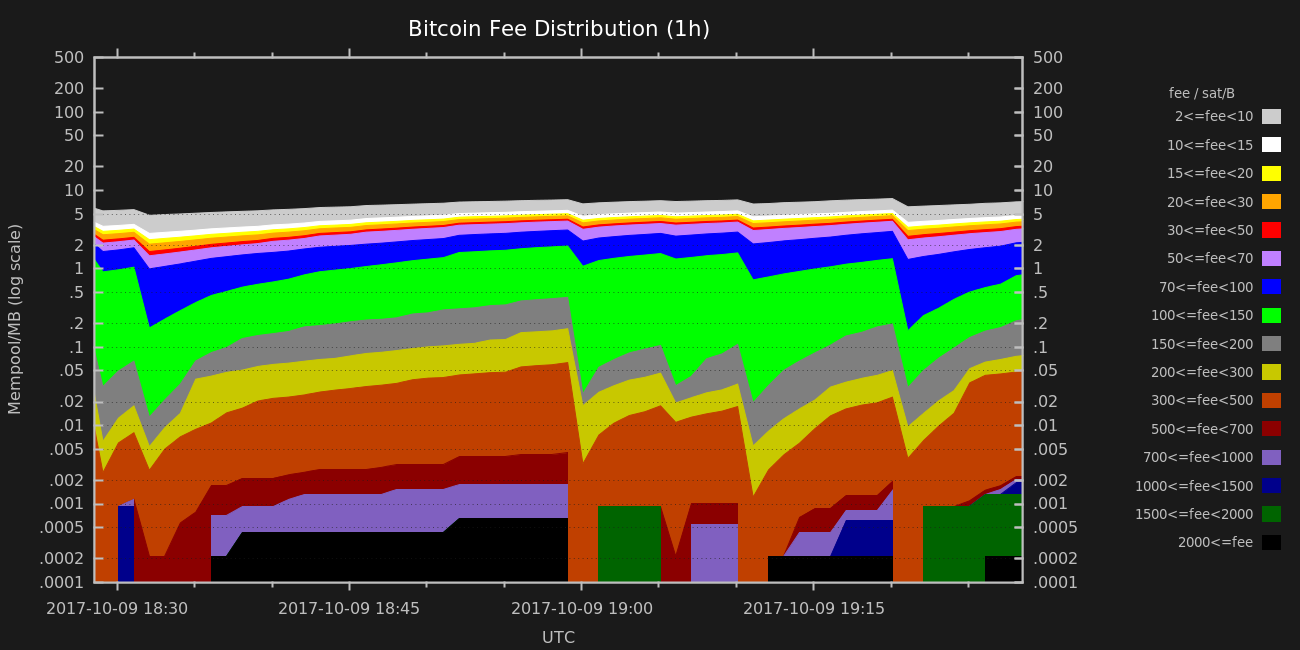 Bitcoin Fee Distribution (1h)
500
200
100
50
20
10
5
2
1
.5
.2
.1
.05
.02
.01
.005
.002
.001
.0005
.0002
.0001
Mempool/MB (log scale)
500
200
100
50
20
10
5
2
1
.5
.2
.1
.05
.02
.01
.005
.002
.001
.0005
.0002
.0001
2017-10-09 18:30 2017-10-09 18:45 2017-10-09 19:00 2017-10-09 19:15
UTC
fee / sat/B
2<=fee<10
10<=fee<15
15<=fee<20
20<=fee<30
30<=fee<50
50<=fee<70
70<=fee<100
100<=fee<150
150<=fee<200
200<=fee<300
300<=fee<500
500<=fee<700
700<=fee<1000
1000<=fee<1500
1500<=fee<2000
2000<=fee